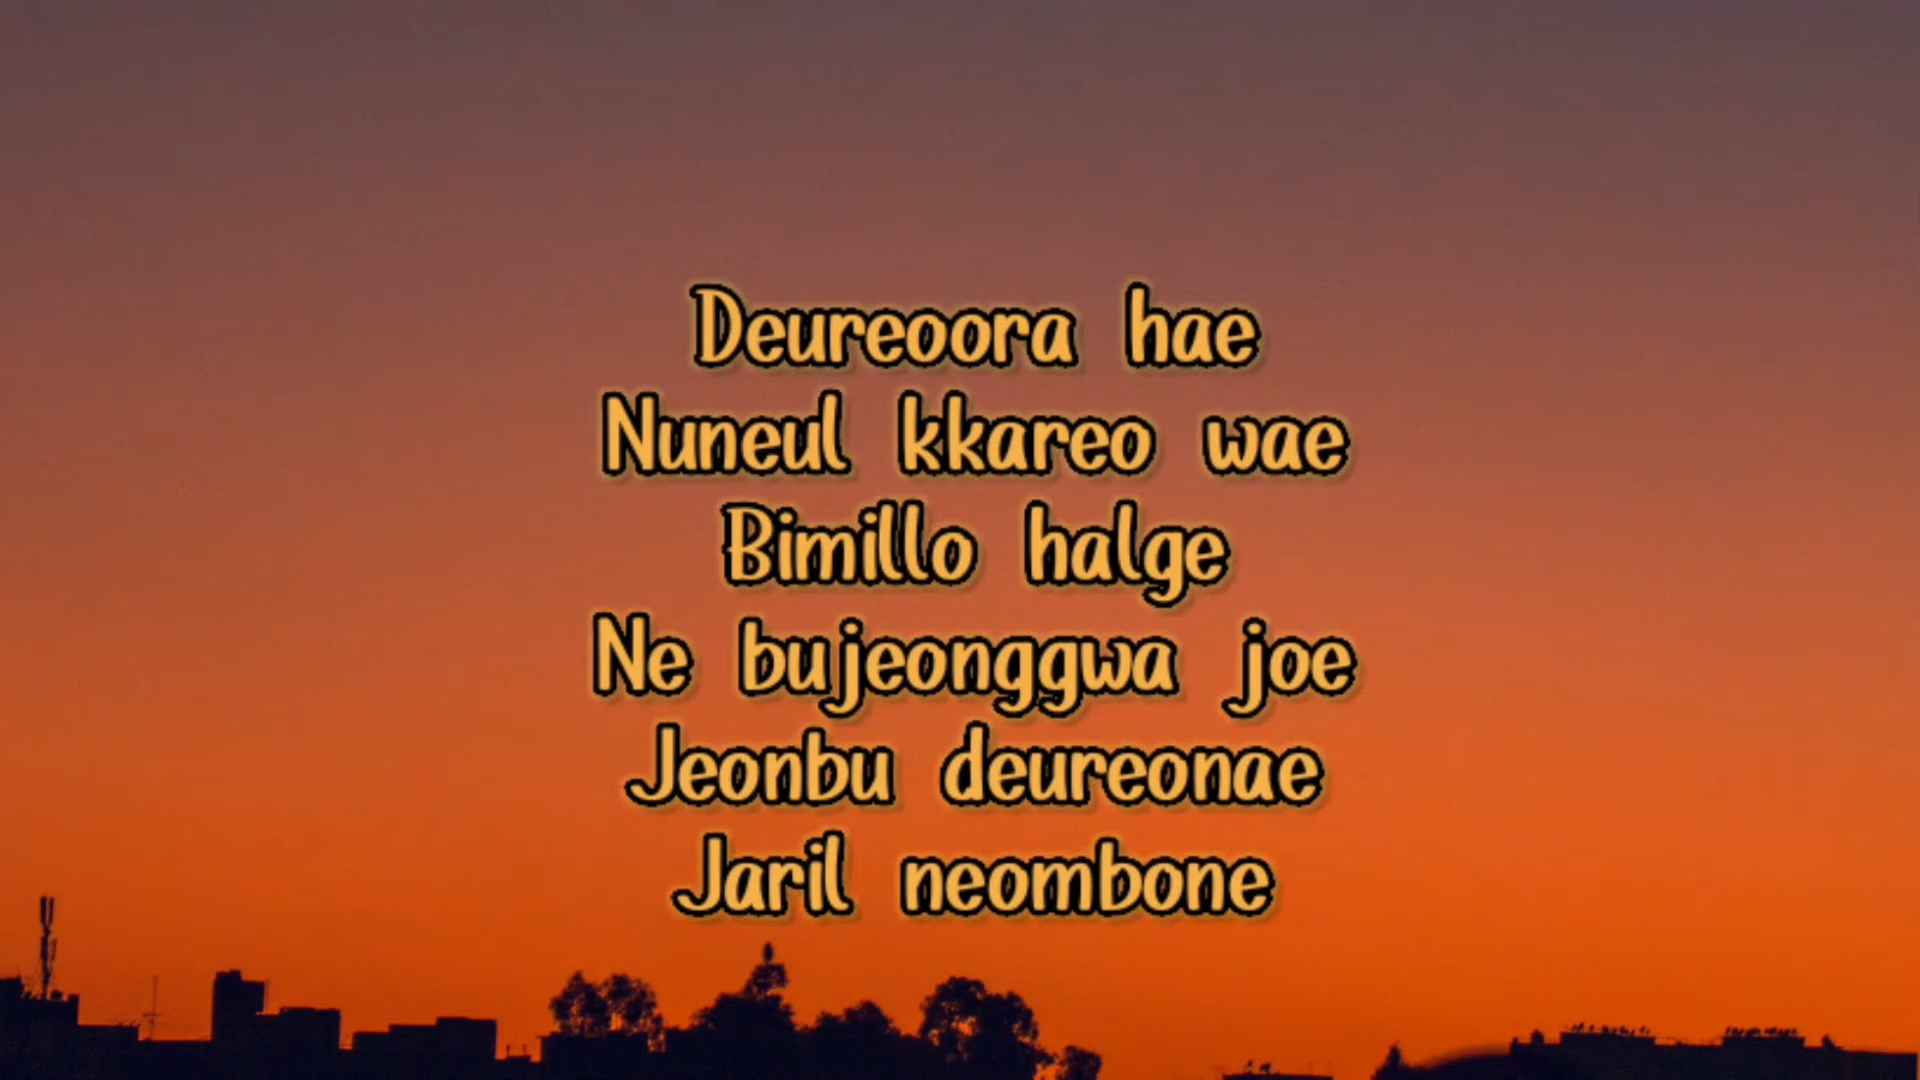 Deureoora hae
Nuneul kkareo wae
Bimillo halge
Ne bujeonggwa joe
Jeonbu deureonae
Jaril neombone